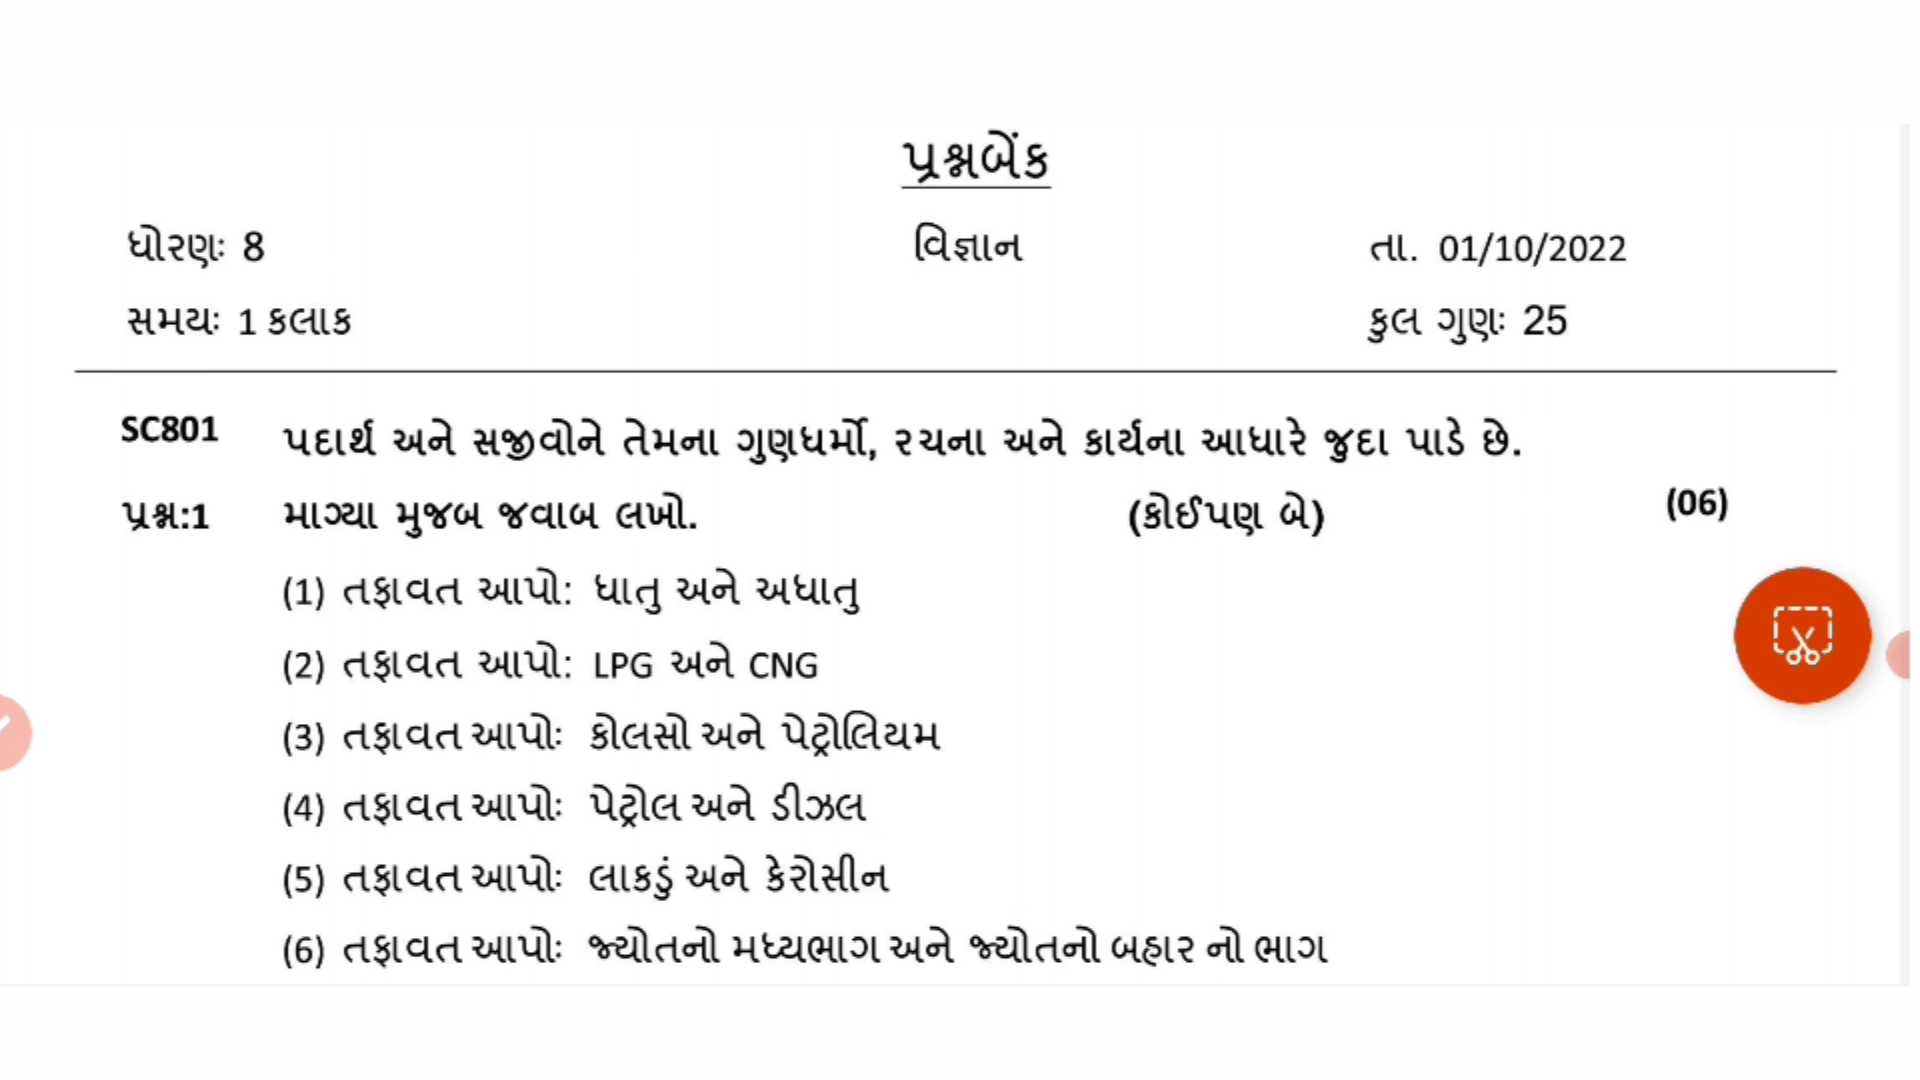 પ્રશ્નબેંક
ધોરણઃ 8 વિજ્ઞાન તા. 01/10/2022
સમયઃ 1 કલાક કુલ ગુણઃ 25
SC801 પદાર્થ અને સજીવોને તેમના ગુણધર્મો, રચના અને કાર્યના આધારે જુદા પાડે છે.
પ્રશ્ન:1 માગ્યા મુજબ જવાબ લખો. (કોઈપણ બે) (06)
(1) તફાવત આપો: ધાતુ અને અધાતુ
(2) તફાવત આપો: LPG અને CNG
(3) તફાવત આપોઃ કોલસો અને પેટ્રોલિયમ
(4) તફાવત આપોઃ પેટ્રોલ અને ડીઝલ
(5) તફાવત આપોઃ લાકડું અને કેરોસીન
(6) તફાવત આપોઃ જ્યોતનો મધ્યભાગ અને જ્યોતનો બહાર નો ભાગ